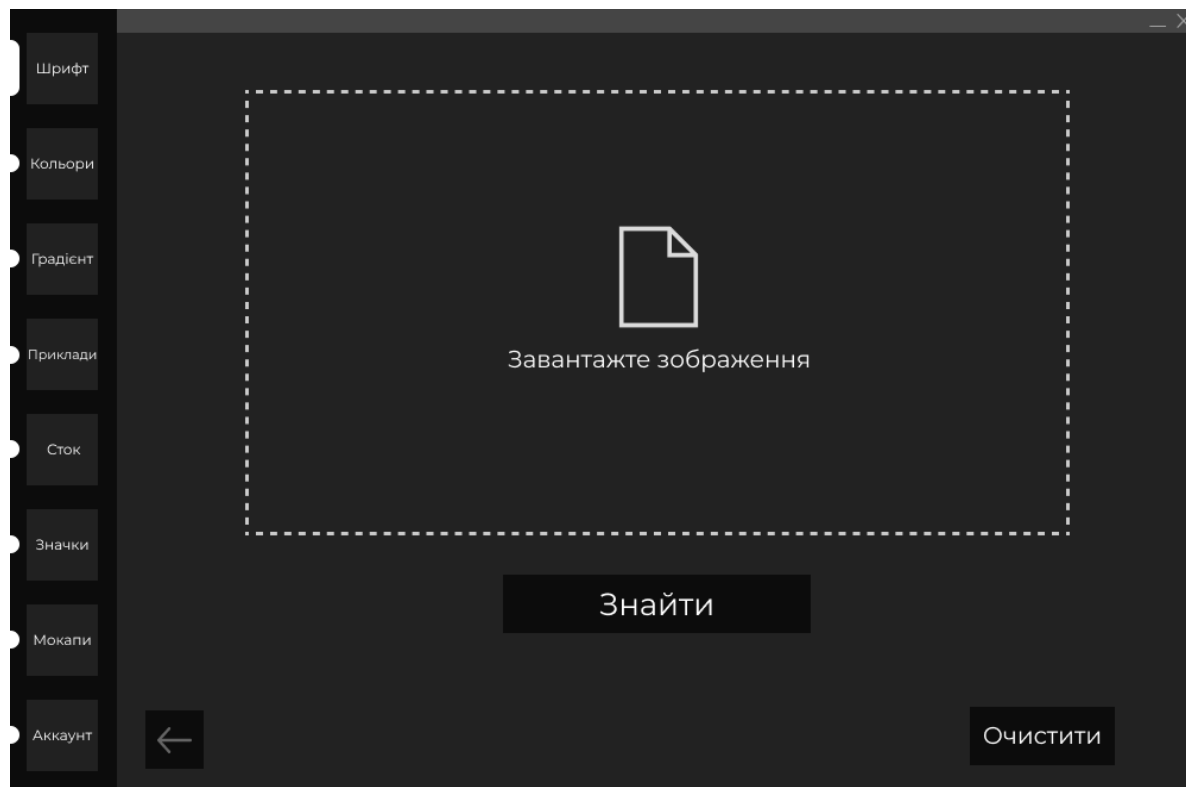 Шрифт
Кольори
Градієнт
Приклади
Сток
Значки
Мокапи
Аккаунт
Завантажте зображення
Знайти
Очистити